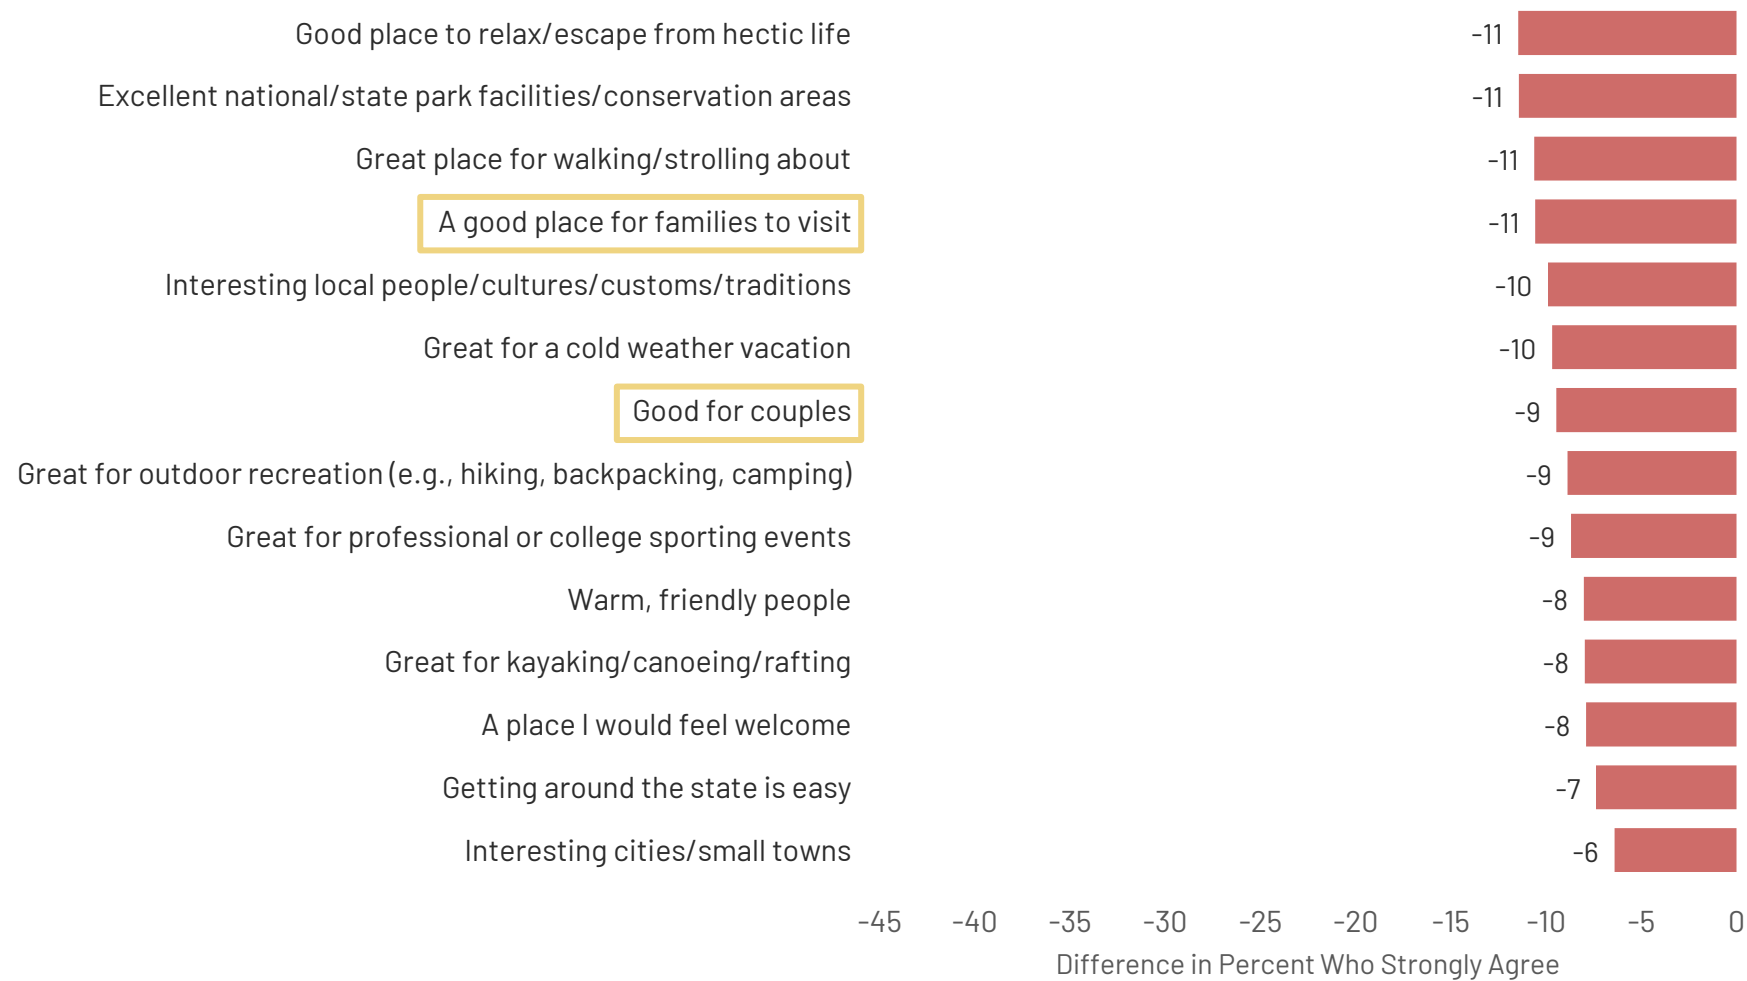 Good place to relax/escape from hectic life -11
Excellent national/state park facilities/conservation areas -11
Great place for walking/strolling about -11
A good place for families to visit -11
Interesting local people/cultures/customs/traditions -10
Great for a cold weather vacation -10
Good for couples -9
Great for outdoor recreation (e.g., hiking, backpacking, camping) -9
Great for professional or college sporting events -9
Warm, friendly people -8
Great for kayaking/canoeing/rafting -8
A place I would feel welcome -8
Getting around the state is easy -7
Interesting cities/small towns -6
-45 -40 -35 -30 -25 -20 -15 -10 -5 0
Difference in Percent Who Strongly Agree